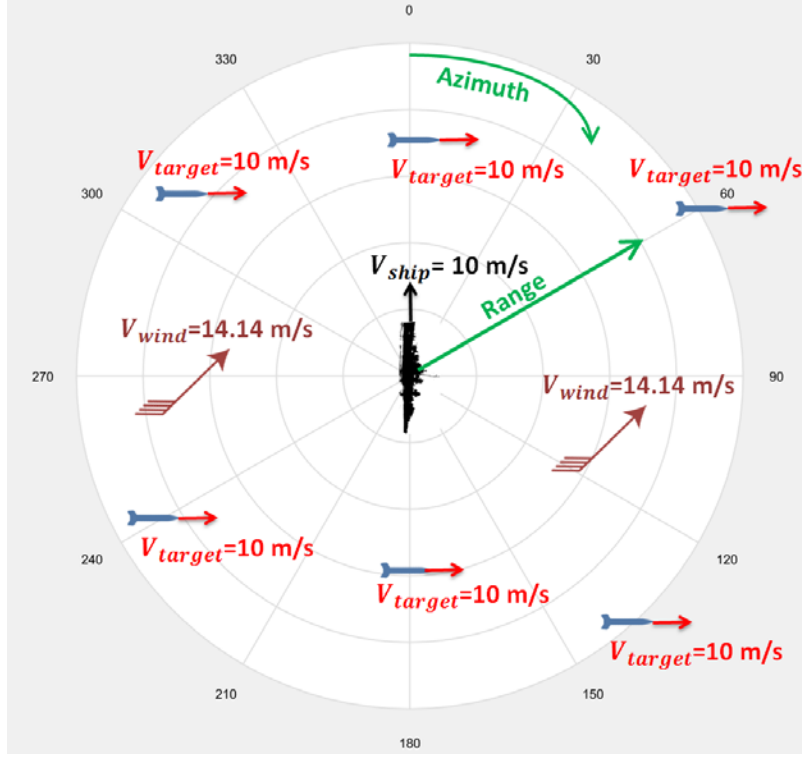 0
330
30
Azimuth
V_target=10 m/s
V_target=10 m/s
V_target=10 m/s
300
60
V_ship= 10 m/s
Range
V_wind=14.14 m/s
270
90
V_wind=14.14 m/s
V_target=10 m/s
240
120
V_target=10 m/s
V_target=10 m/s
210
150
180